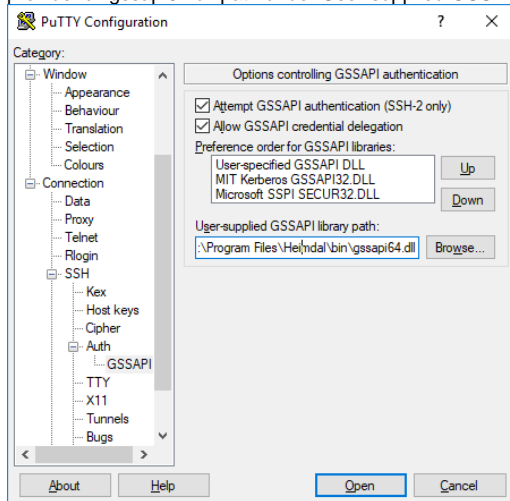 PuTTY Configuration ? ×
Category:
Window
Appearance
Behaviour
Translation
Selection
Colours
Connection
Data
Proxy
Telnet
Rlogin
SSH
Kex
Host keys
Cipher
Auth
GSSAPI
TTY
X11
Tunnels
Bugs
Options controlling GSSAPI authentication
Attempt GSSAPI authentication (SSH-2 only)
Allow GSSAPI credential delegation
Preference order for GSSAPI libraries:
User-specified GSSAPI DLL
MIT Kerberos GSSAPI32.DLL
Microsoft SSPI SECUR32.DLL
Up
Down
User-supplied GSSAPI library path:
:\Program Files\Heimdal\bin\gssapi64.dll
Browse...
About
Help
Open
Cancel